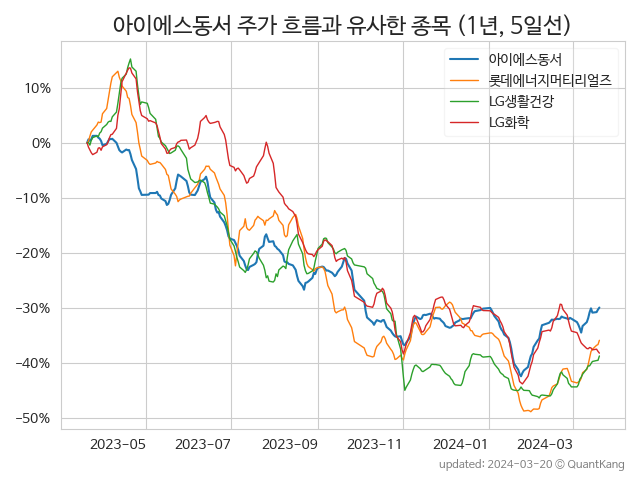 아이에스동서 주가 흐름과 유사한 종목 (1년, 5일선)
아이에스동서
롯데에너지머티리얼즈
LG생활건강
LG화학
10%
0%
−10%
−20%
−30%
−40%
−50%
2023−05
2023−07
2023−09
2023−11
2024−01
2024−03
updated: 2024-03-20 © QuantKang